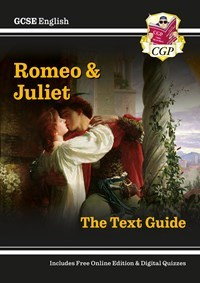 GCSE English
CGP
Romeo &
Juliet
The Text Guide
Includes Free Online Edition & Digital Quizzes